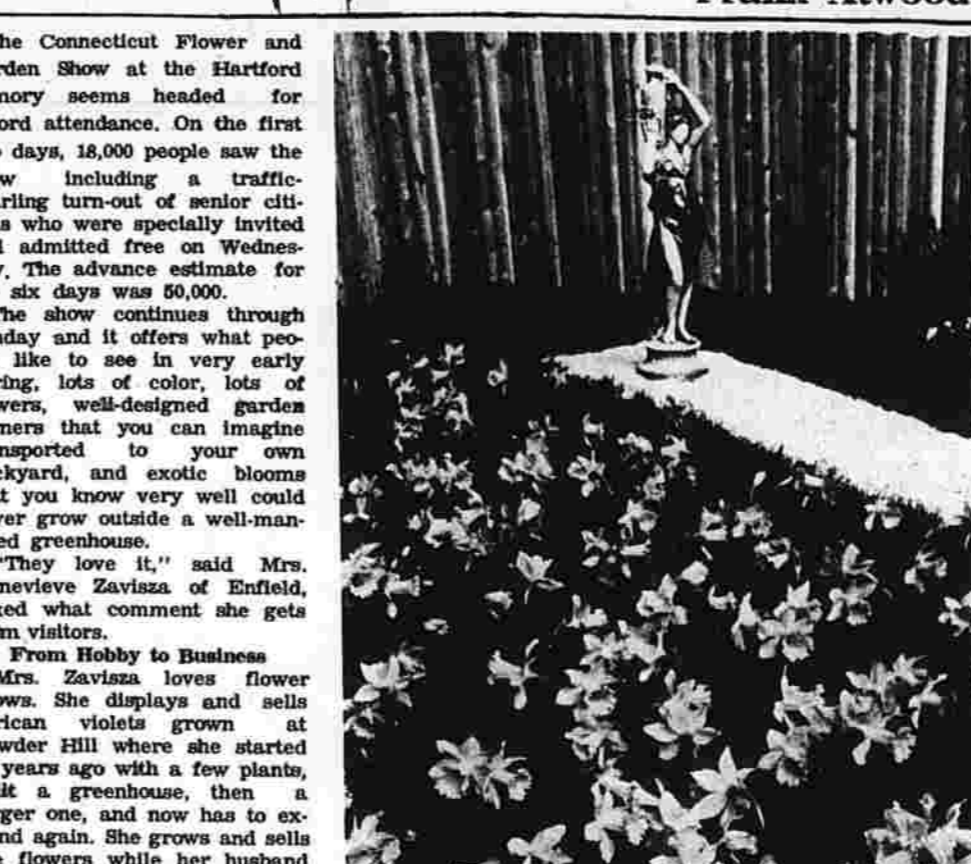 Frank Atwood
he Connecticut Flower and
rden Show at the Hartford
mory seems headed for
ord attendance. On the first
days, 18,000 people saw the
w including a traffic-
rling turn-out of senior citi-
s who were specially invited
admitted free on Wednes-
y. The advance estimate for
six days was 50,000.
he show continues through
nday and it offers what peo-
like to see in very early
ring, lots of color, lots of
wers, well-designed garden
ners that you can imagine
nsported to your own
ckyard, and exotic blooms
t you know very well could
ver grow outside a well-man-
ed greenhouse.
"They love it," said Mrs.
nevieve Zavisza of Enfield,
ked what comment she gets
m visitors.
From Hobby to Business
Mrs. Zavisza loves flower
ows. She displays and sells
rican violets grown at
wder Hill where she started
years ago with a few plants,
ilt a greenhouse, then a
ger one, and now has to ex-
nd again. She grows and sells
e flowers while her husband